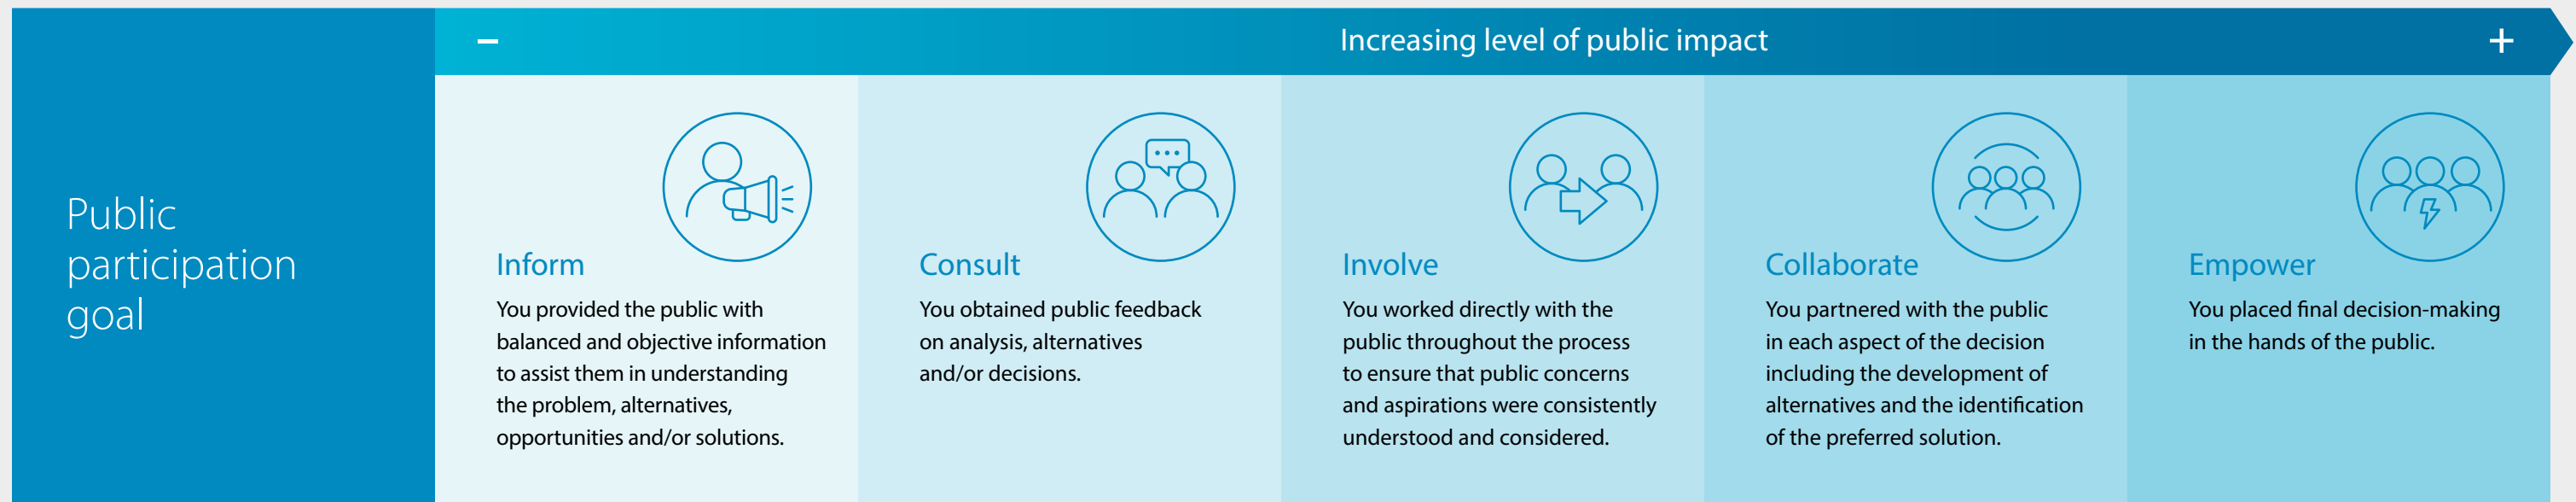 − Increasing level of public impact +
Public
participation
goal
Inform
You provided the public with
balanced and objective information
to assist them in understanding
the problem, alternatives,
opportunities and/or solutions.
Consult
You obtained public feedback
on analysis, alternatives
and/or decisions.
Involve
You worked directly with the
public throughout the process
to ensure that public concerns
and aspirations were consistently
understood and considered.
Collaborate
You partnered with the public
in each aspect of the decision
including the development of
alternatives and the identification
of the preferred solution.
Empower
You placed final decision-making
in the hands of the public.